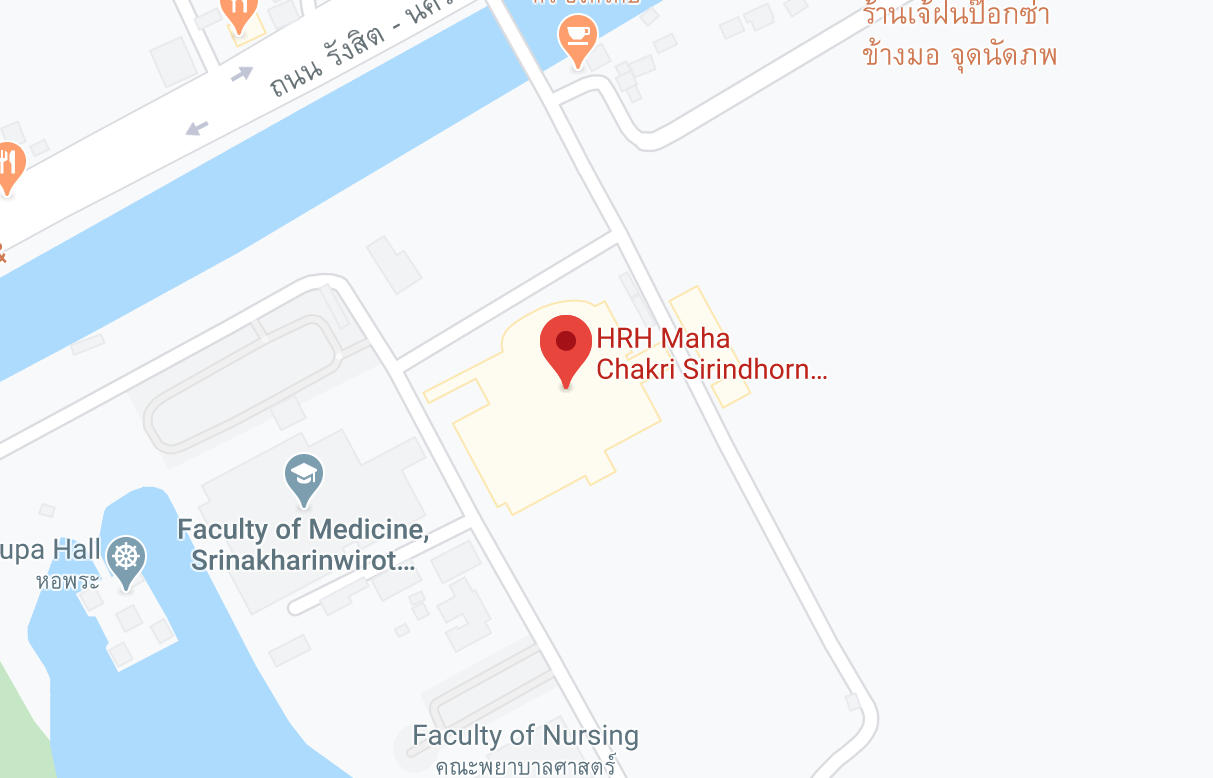 ถนน รังสิต - นคร
ร้านเจ้ฝนป๊อกซ่า
ข้างมอ จุดนัดภพ
&
HRH Maha
Chakri Sirindhorn...
Faculty of Medicine,
Srinakharinwirot...
upa Hall
หอพระ
Faculty of Nursing
คณะพยาบาลศาสตร์